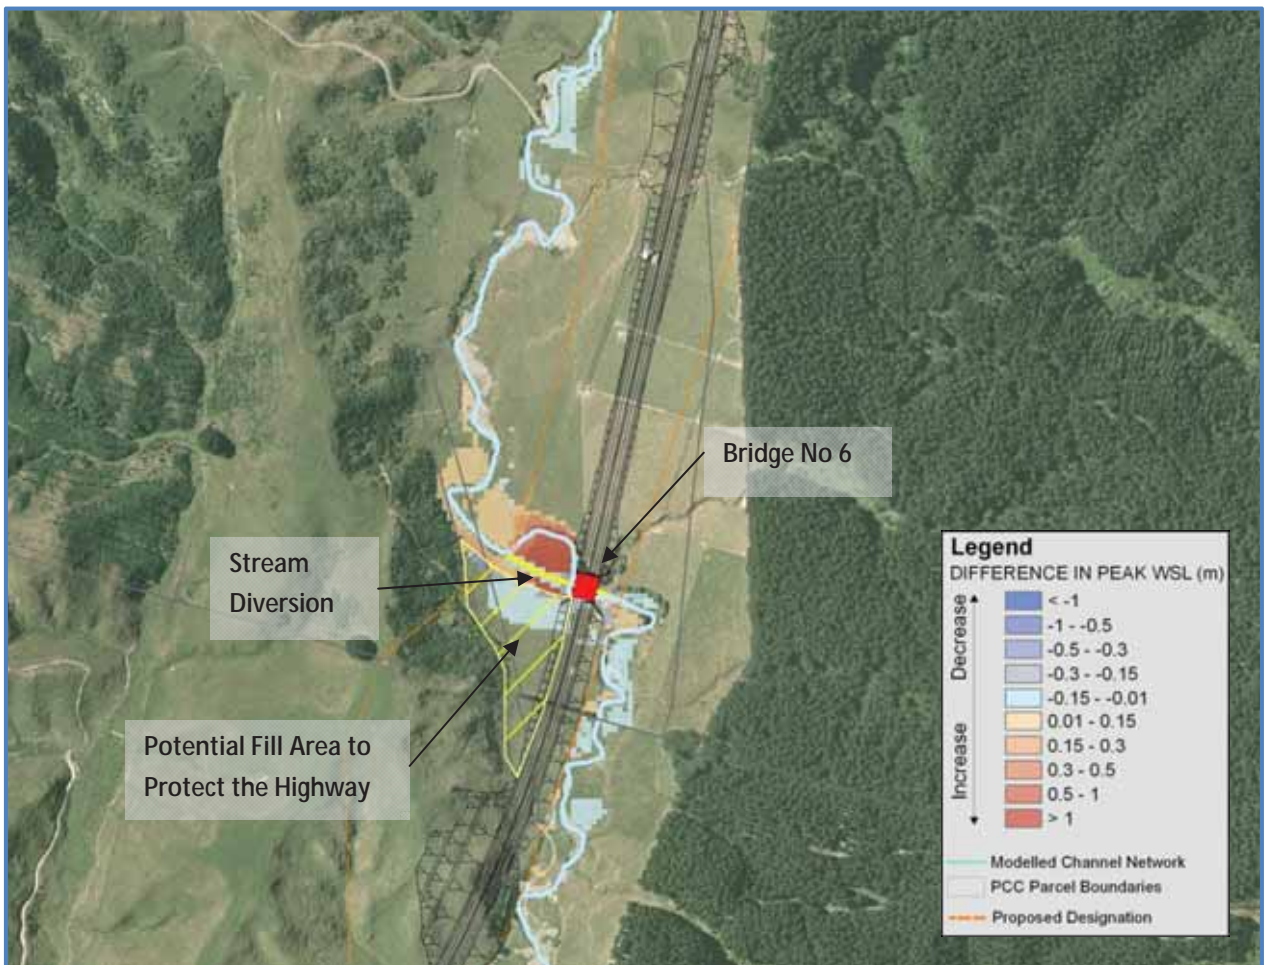 Bridge No 6
Stream
Diversion
Potential Fill Area to
Protect the Highway
Legend
DIFFERENCE IN PEAK WSL (m)
Decrease
Increase
< -1
-1 - -0.5
-0.5 - -0.3
-0.3 - -0.15
-0.15 - -0.01
0.01 - 0.15
0.15 - 0.3
0.3 - 0.5
0.5 - 1
> 1
Modelled Channel Network
PCC Parcel Boundaries
Proposed Designation